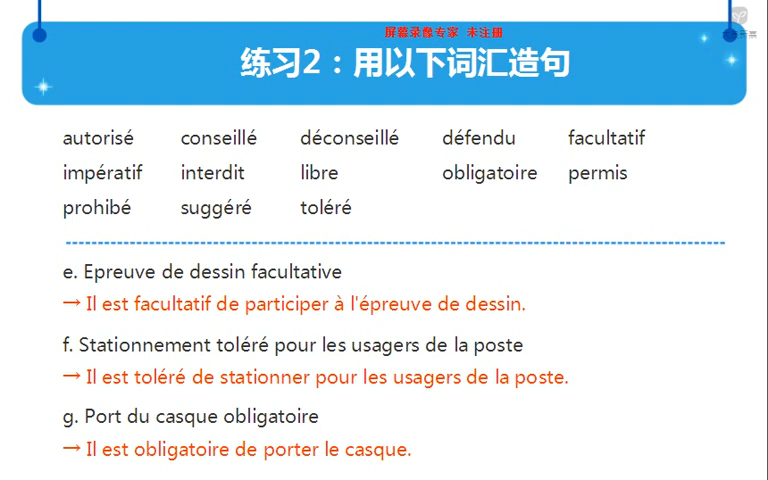 屏幕录像专家 未注册
练习2：用以下词汇造句
autorisé conseillé déconseillé défendu facultatif
impératif interdit libre obligatoire permis
prohibé suggéré toléré
e. Epreuve de dessin facultative
→ Il est facultatif de participer à l'épreuve de dessin.
f. Stationnement toléré pour les usagers de la poste
→ Il est toléré de stationner pour les usagers de la poste.
g. Port du casque obligatoire
→ Il est obligatoire de porter le casque.